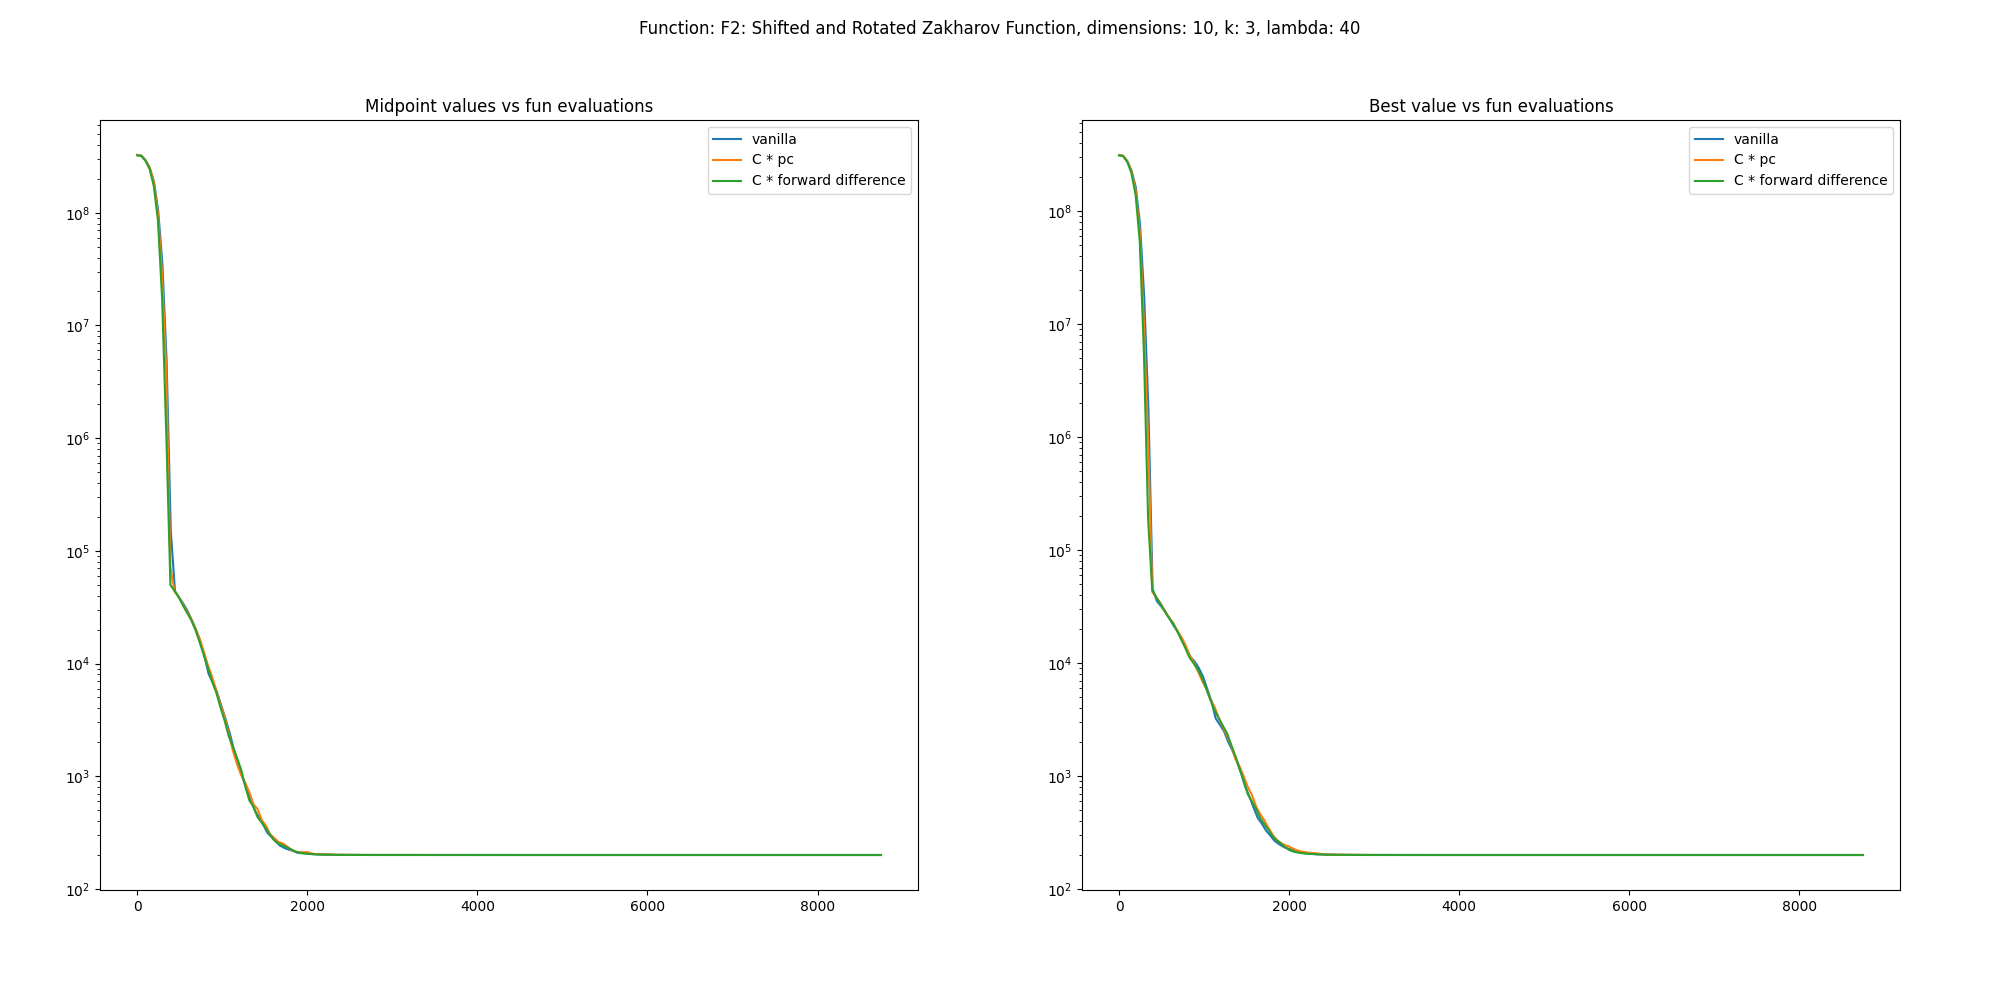 Function: F2: Shifted and Rotated Zakharov Function, dimensions: 10, k: 3, lambda: 40
Midpoint values vs fun evaluations
vanilla
C * pc
C * forward difference
10⁸
10⁷
10⁶
10⁵
10⁴
10³
10²
0 2000 4000 6000 8000
Best value vs fun evaluations
vanilla
C * pc
C * forward difference
10⁸
10⁷
10⁶
10⁵
10⁴
10³
10²
0 2000 4000 6000 8000